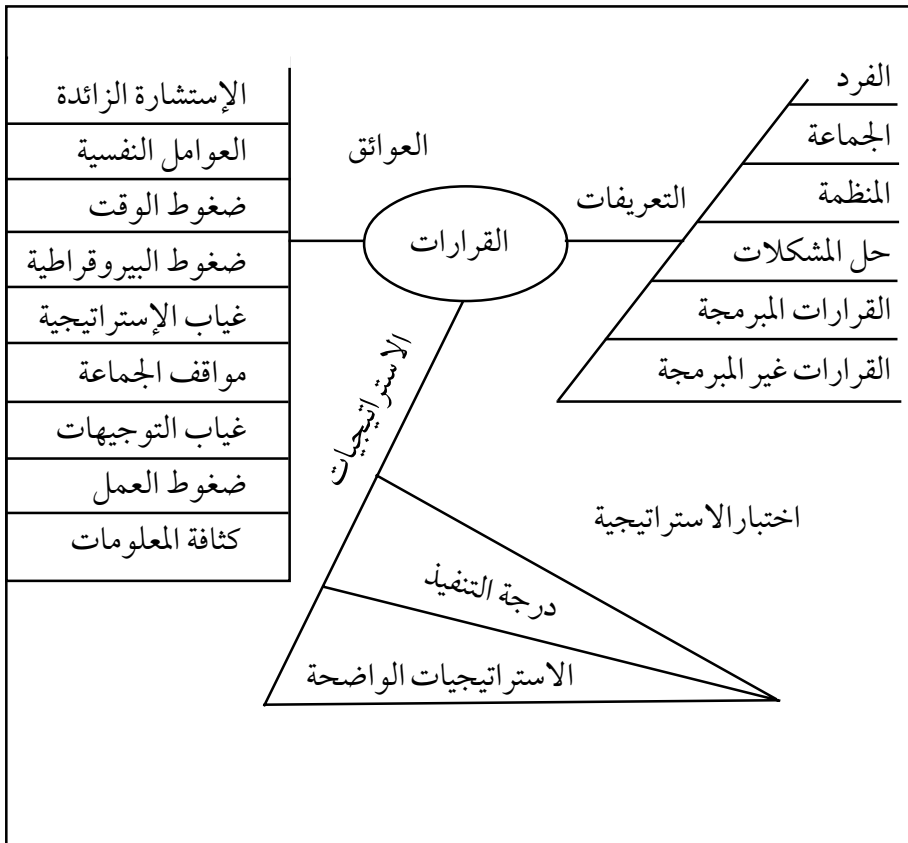 القرارات
التعريفات
الفرد
الجماعة
المنظمة
حل المشكلات
القرارات المبرمجة
القرارات غير المبرمجة
العوائق
الإستشارة الزائدة
العوامل النفسية
ضغوط الوقت
ضغوط البيروقراطية
غياب الإستراتيجية
مواقف الجماعة
غياب التوجيهات
ضغوط العمل
كثافة المعلومات
الاستراتيجيات
اختبار الاستراتيجية
درجة التنفيذ
الاستراتيجيات الواضحة